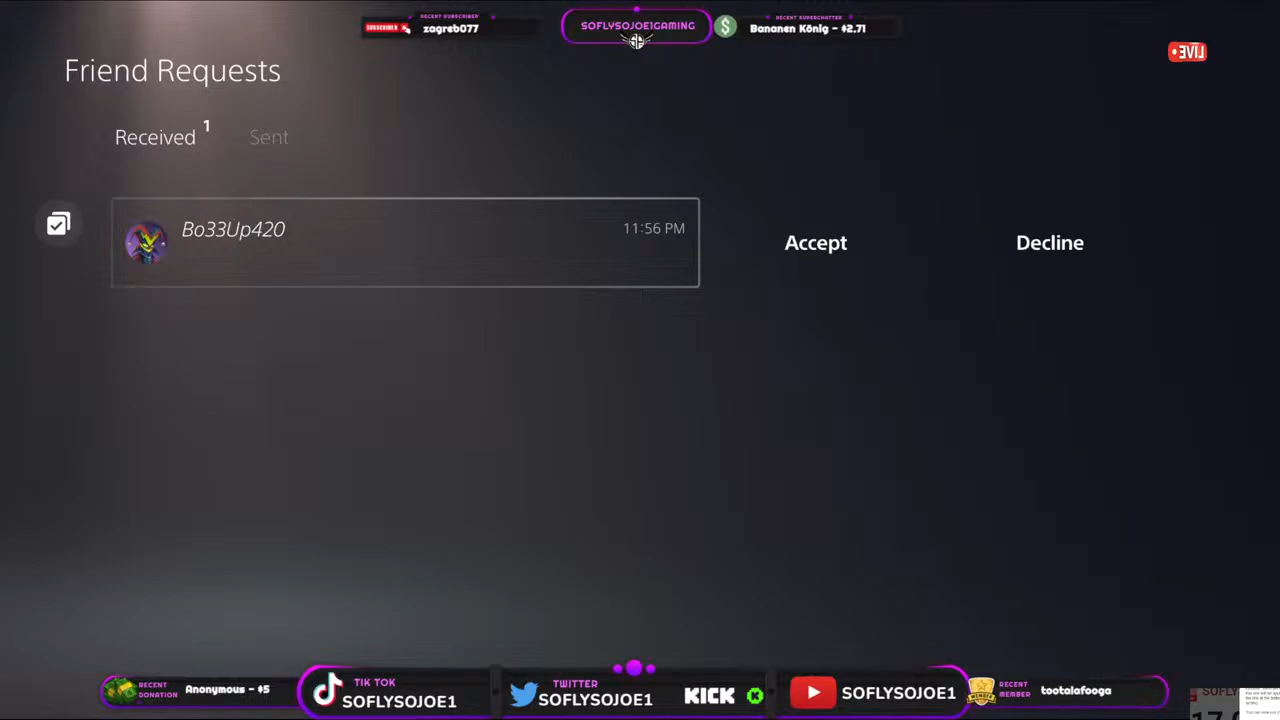 RECENT SUBSCRIBER
SUBSCRIBER
zagreb077
SOFLYSOJOE1GAMING
$
RECENT SUPERCHATTER
Bananen König - $2.71
LIVE
Friend Requests
Received 1
Sent
Bo33Up420
11:56 PM
Accept
Decline
RECENT DONATION
Anonymous - $5
TIK TOK
SOFLYSOJOE1
TWITTER
SOFLYSOJOE1
KICK K
SOFLYSOJOE1
RECENT MEMBER
tootalafooga